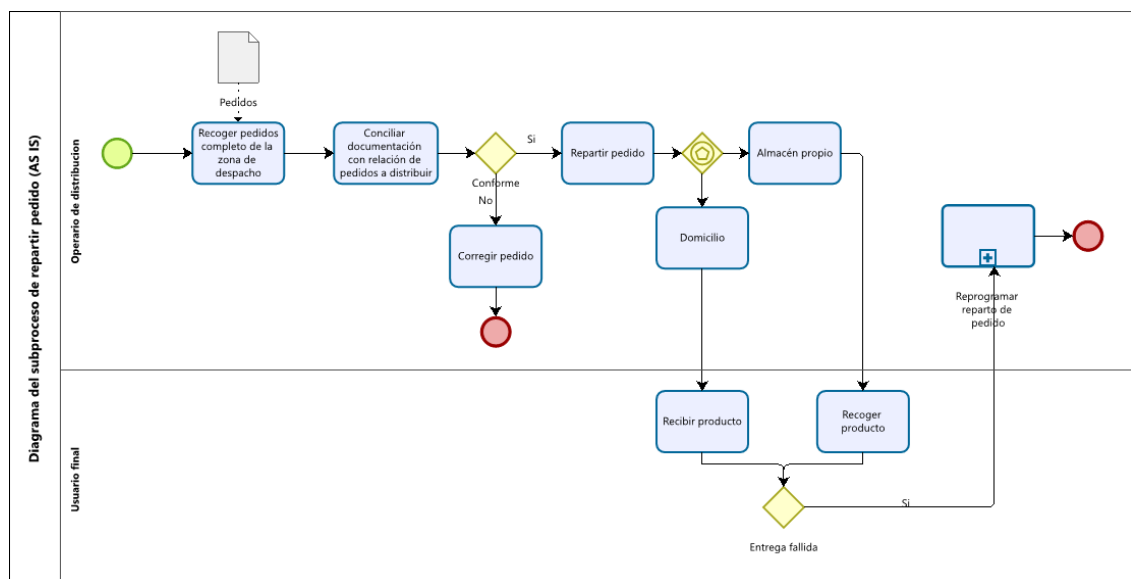 Diagrama del subproceso de repartir pedido (AS IS)
Operario de distribucion
Pedidos
Recoger pedidos
completo de la
zona de
despacho
Conciliar
documentación
con relación de
pedidos a distribuir
Conforme
Si
No
Corregir pedido
Repartir pedido
Almacén propio
Domicilio
Reprogramar
reparto de
pedido
Usuario final
Recibir producto
Recoger
producto
Entrega fallida
Si